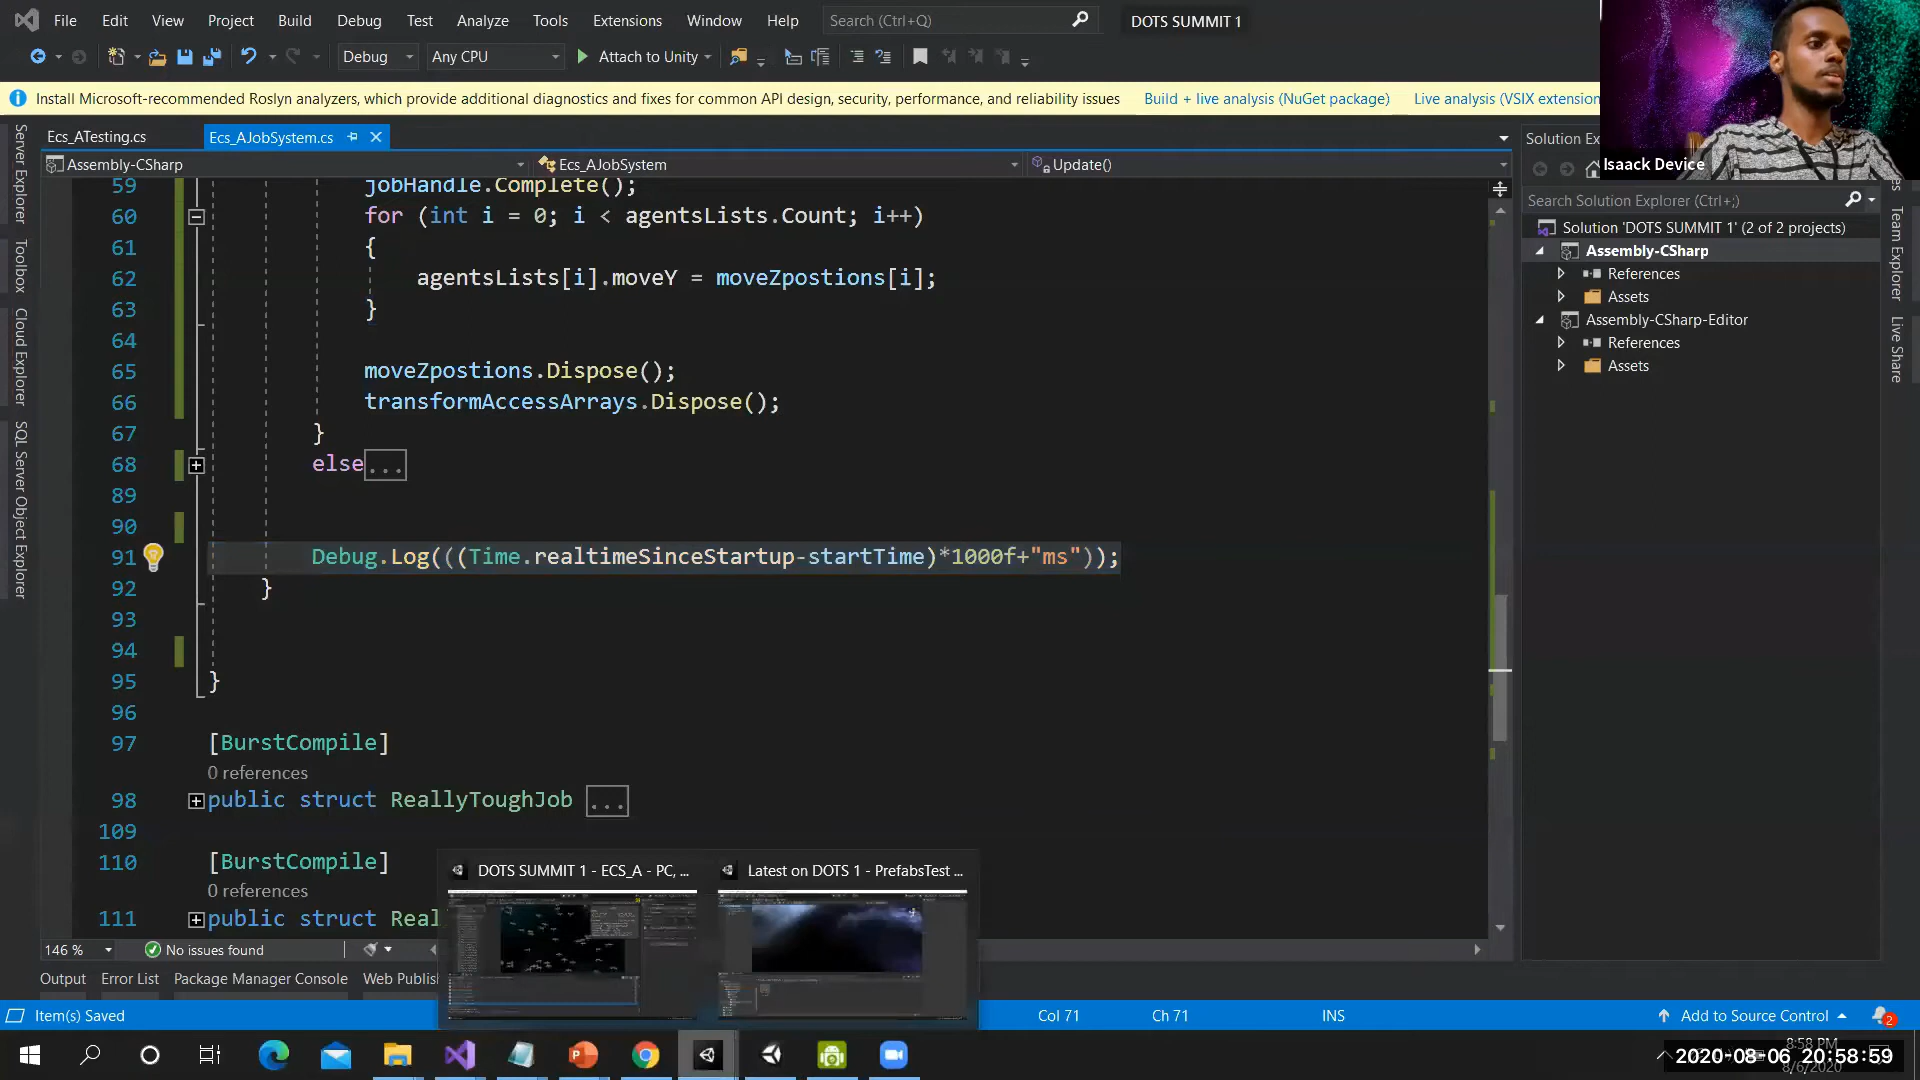 File Edit View Project Build Debug Test Analyze Tools Extensions Window Help Search (Ctrl+Q) DOTS SUMMIT 1
Debug Any CPU Attach to Unity
Install Microsoft-recommended Roslyn analyzers, which provide additional diagnostics and fixes for common API design, security, performance, and reliability issues Build + live analysis (NuGet package) Live analysis (VSIX extension
Isaack Device
Ecs_ATesting.cs Ecs_AJobSystem.cs
Assembly-CSharp Ecs_AJobSystem Update()
59 jobHandle.Complete();
60 for (int i = 0; i < agentsLists.Count; i++)
61 {
62 agentsLists[i].moveY = moveZpostions[i];
63 }
64
65 moveZpostions.Dispose();
66 transformAccessArrays.Dispose();
67 }
68 else...
89
90
91 Debug.Log(((Time.realtimeSinceStartup-startTime)*1000f+"ms"));
92 }
93
94
95 }
96
97 [BurstCompile]
0 references
98 public struct ReallyToughJob ...
109
110 [BurstCompile]
0 references
111 public struct Real
DOTS SUMMIT 1 - ECS_A - PC, ... Latest on DOTS 1 - PrefabsTest ...
146 % No issues found
Output Error List Package Manager Console Web Publis
Item(s) Saved Col 71 Ch 71 INS Add to Source Control 2
Server Explorer
Toolbox
Cloud Explorer
SQL Server Object Explorer
Solution Ex
Search Solution Explorer (Ctrl+;)
Solution 'DOTS SUMMIT 1' (2 of 2 projects)
Assembly-CSharp
References
Assets
Assembly-CSharp-Editor
References
Assets
Team Explorer
Live Share
8:58 PM
2020-08-06 20:58:59
8/6/2020